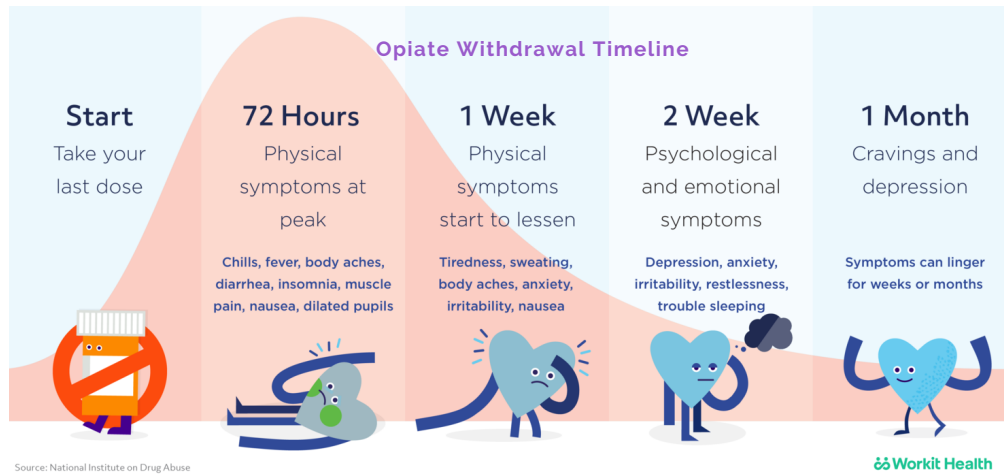 Opiate Withdrawal Timeline
Start
Take your
last dose
72 Hours
Physical
symptoms at
peak
Chills, fever, body aches,
diarrhea, insomnia, muscle
pain, nausea, dilated pupils
1 Week
Physical
symptoms
start to lessen
Tiredness, sweating,
body aches, anxiety,
irritability, nausea
2 Week
Psychological
and emotional
symptoms
Depression, anxiety,
irritability, restlessness,
trouble sleeping
1 Month
Cravings and
depression
Symptoms can linger
for weeks or months
Source: National Institute on Drug Abuse
Workit Health